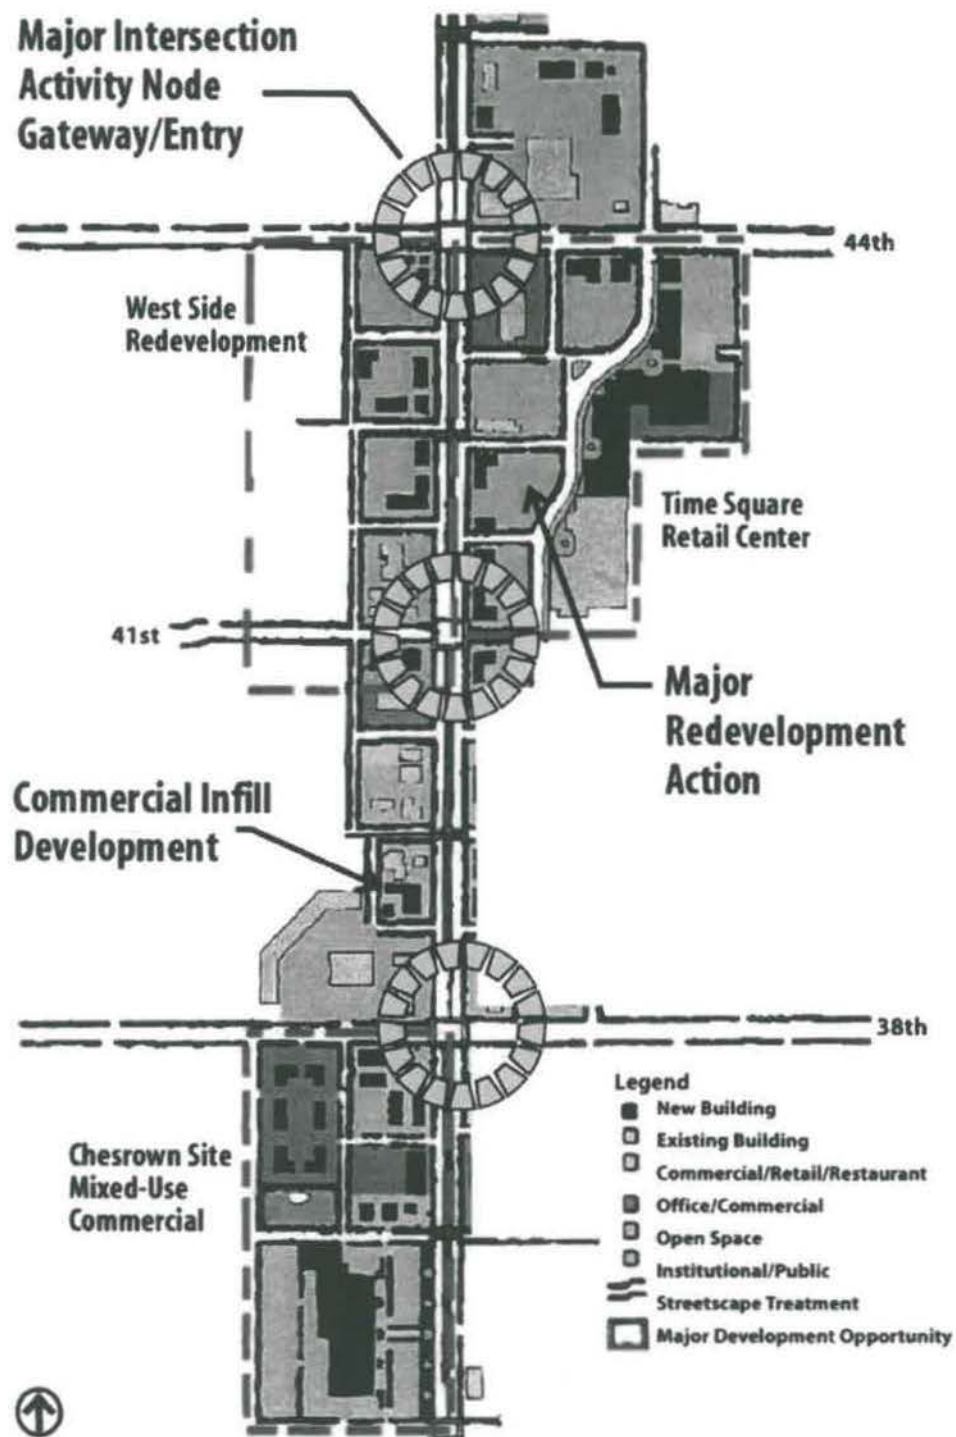 Major Intersection
Activity Node
Gateway/Entry
44th
West Side
Redevelopment
Time Square
Retail Center
41st
Major
Redevelopment
Action
Commercial Infill
Development
38th
Chesrown Site
Mixed-Use
Commercial
Legend
New Building
Existing Building
Commercial/Retail/Restaurant
Office/Commercial
Open Space
Institutional/Public
Streetscape Treatment
Major Development Opportunity